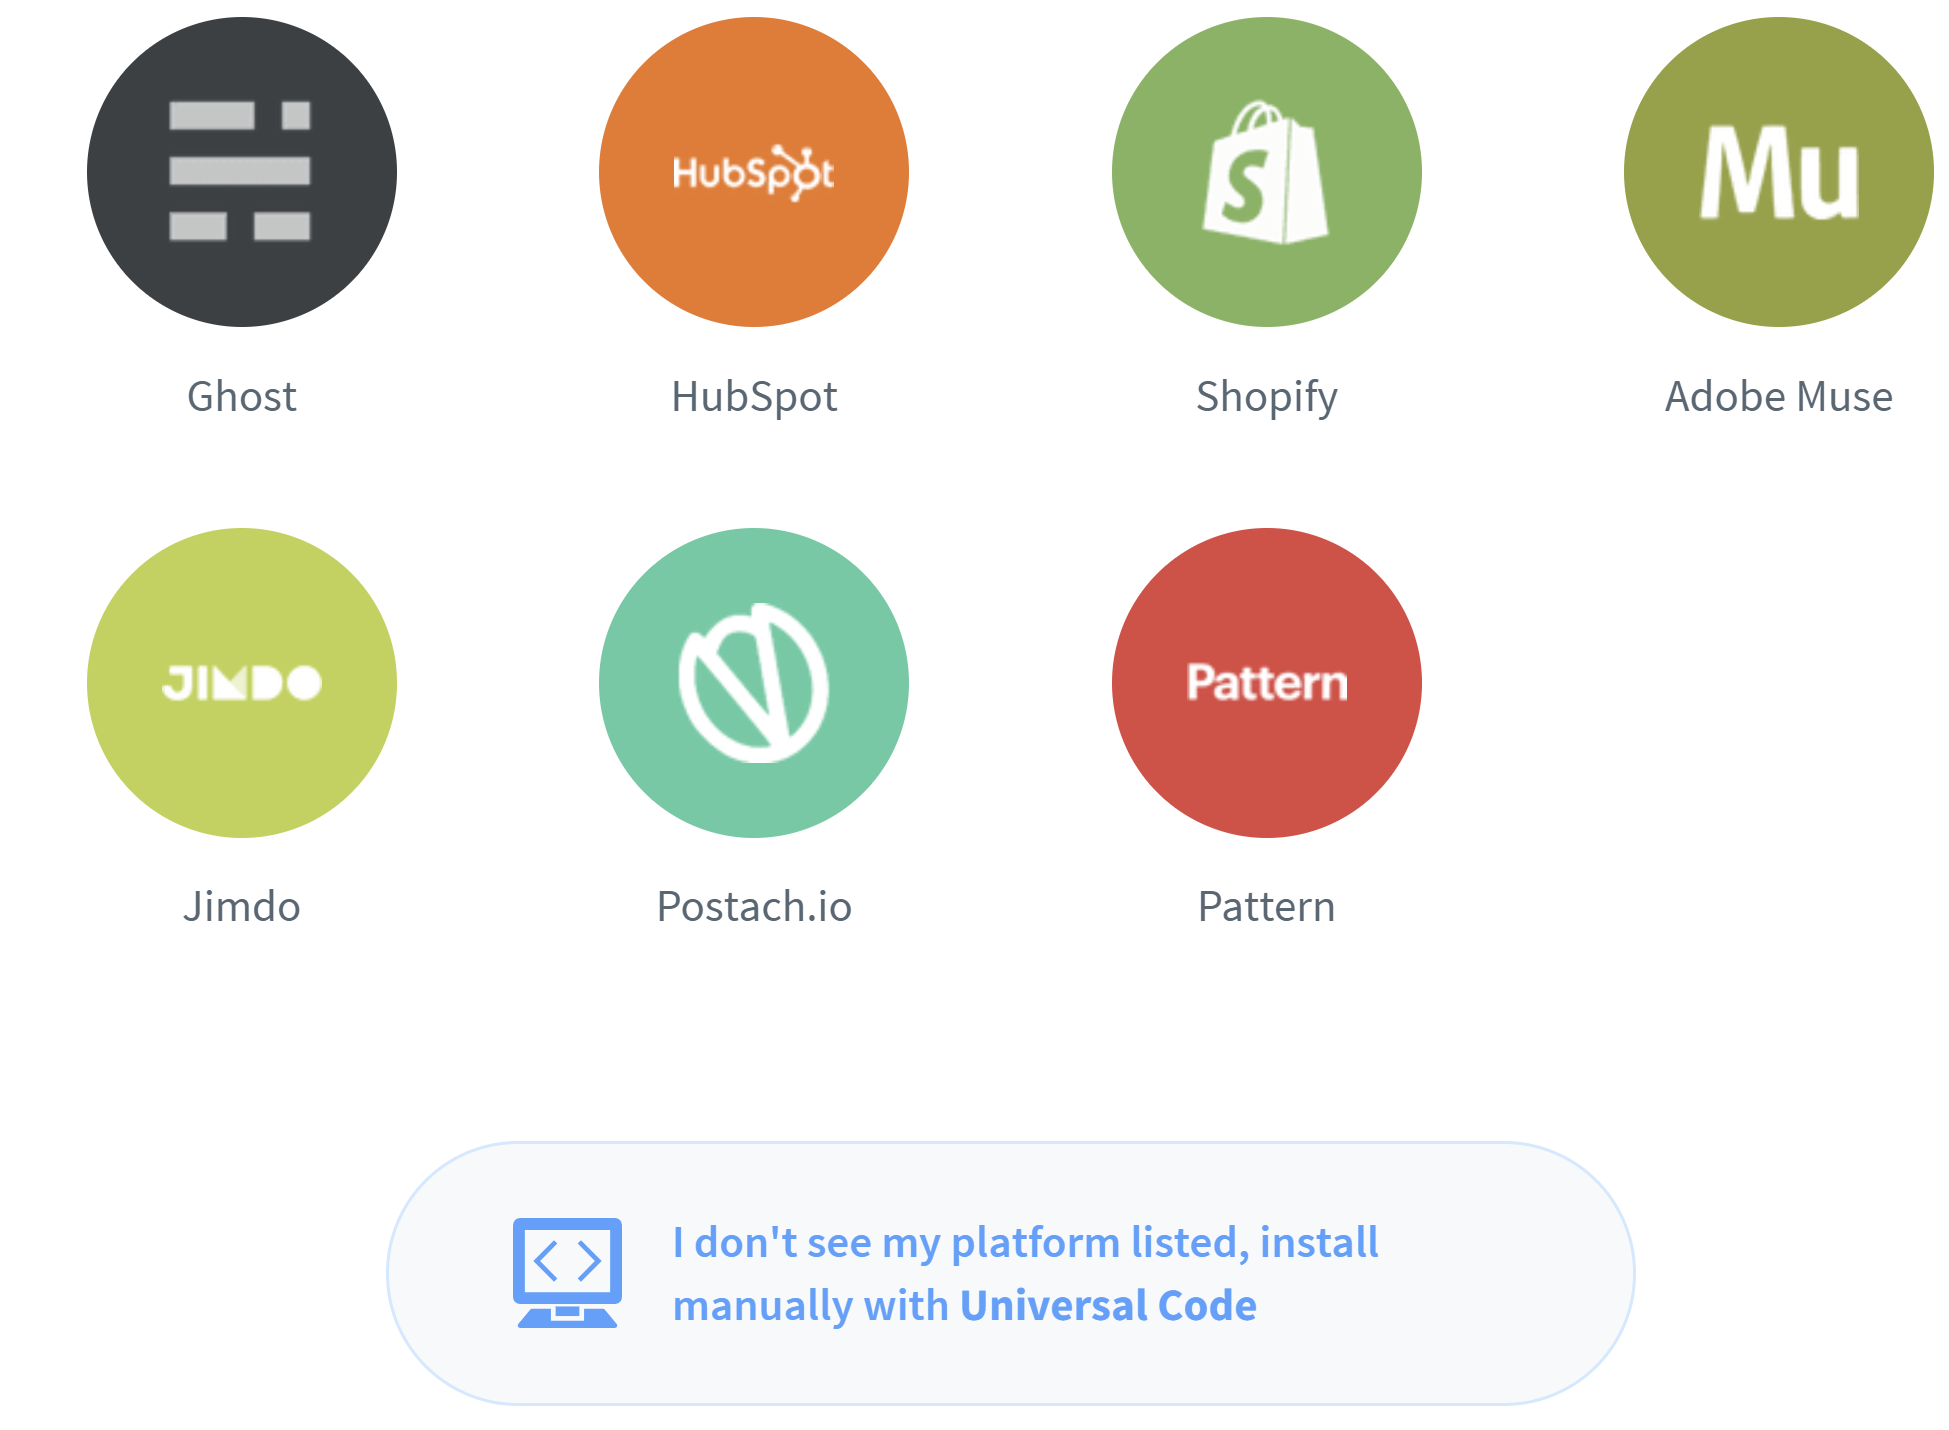 HubSpot
S
Mu
Ghost
HubSpot
Shopify
Adobe Muse
JIMDO
Pattern
Jimdo
Postach.io
Pattern
I don't see my platform listed, install
manually with Universal Code